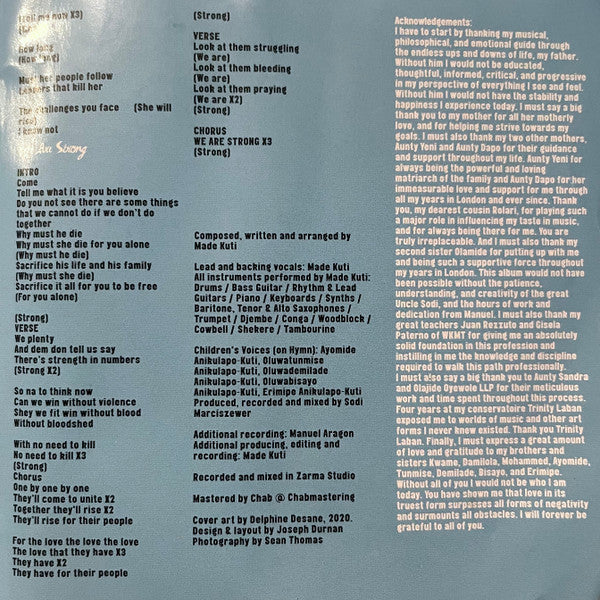 (Tell me now X3)
How long
(How long)
Must her people follow
Leaders that kill her
The challenges you face (She will
rise)
I know not
We Are Strong
INTRO
Come
Tell me what it is you believe
Do you not see there are some things
that we cannot do if we don't do
together
Why must he die
Why must she die for you alone
(Why must he die)
Sacrifice his life and his family
(Why must she die)
Sacrifice it all for you to be free
(For you alone)
(Strong)
VERSE
We plenty
And dem don tell us say
There's strength in numbers
(Strong X2)
So na to think now
Can we win without violence
Shey we fit win without blood
Without bloodshed
With no need to kill
No need to kill X3
(Strong)
Chorus
One by one by one
They'll come to unite X2
Together they'll rise X2
They'll rise for their people
For the love the love the love
The love that they have X3
They have X2
They have for their people
(Strong)
VERSE
Look at them struggling
(We are)
Look at them bleeding
(We are)
Look at them praying
(We are X2)
(Strong)
CHORUS
WE ARE STRONG X3
(Strong)
Composed, written and arranged by
Made Kuti
Lead and backing vocals: Made Kuti
All instruments performed by Made Kuti:
Drums / Bass Guitar / Rhythm & Lead
Guitars / Piano / Keyboards / Synths /
Baritone, Tenor & Alto Saxophones /
Trumpet / Djembe / Conga / Woodblock /
Cowbell / Shekere / Tambourine
Children's Voices (on Hymn): Ayomide
Anikulapo-Kuti, Oluwatunmise
Anikulapo-Kuti, Oluwademilade
Anikulapo-Kuti, Oluwabisayo
Anikulapo-Kuti, Erimipe Anikulapo-Kuti
Produced, recorded and mixed by Sodi
Marciszewer
Additional recording: Manuel Aragon
Additional producing, editing and
recording: Made Kuti
Recorded and mixed in Zarma Studio
Mastered by Chab @ Chabmastering
Cover art by Delphine Desane, 2020.
Design & layout by Joseph Durnan
Photography by Sean Thomas
Acknowledgements:
I have to start by thanking my musical,
philosophical, and emotional guide through
the endless ups and downs of life, my father.
Without him I would not be educated,
thoughtful, informed, critical, and progressive
in my perspective of everything I see and feel.
Without him I would not have the stability and
happiness I experience today. I must say a big
thank you to my mother for all her motherly
love, and for helping me strive towards my
goals. I must also thank my two other mothers,
Aunty Yeni and Aunty Dapo for their guidance
and support throughout my life. Aunty Yeni for
always being the powerful and loving
matriarch of the family and Aunty Dapo for her
immeasurable love and support for me through
all my years in London and ever since. Thank
you, my dearest cousin Rolari, for playing such
a major role in influencing my taste in music,
and for always being there for me. You are
truly irreplaceable. And I must also thank my
second sister Olamide for putting up with me
and being such a supportive force throughout
my years in London. This album would not have
been possible without the patience,
understanding, and creativity of the great
Uncle Sodi, and the hours of work and
dedication from Manuel. I must also thank my
great teachers Juan Rezzuto and Gisela
Paterno of WKMT for giving me an absolutely
solid foundation in this profession and
instilling in me the knowledge and discipline
required to walk this path professionally.
I must also say a big thank you to Aunty Sandra
and Olajide Oyewole LLP for their meticulous
work and time spent throughout this process.
Four years at my conservatoire Trinity Laban
exposed me to worlds of music and other art
forms I never knew existed. Thank you Trinity
Laban. Finally, I must express a great amount
of love and gratitude to my brothers and
sisters Kwame, Damilola, Mohammed, Ayomide,
Tunmise, Demilade, Bisayo, and Erimipe.
Without all of you I would not be who I am
today. You have shown me that love in its
truest form surpasses all forms of negativity
and surmounts all obstacles. I will forever be
grateful to all of you.